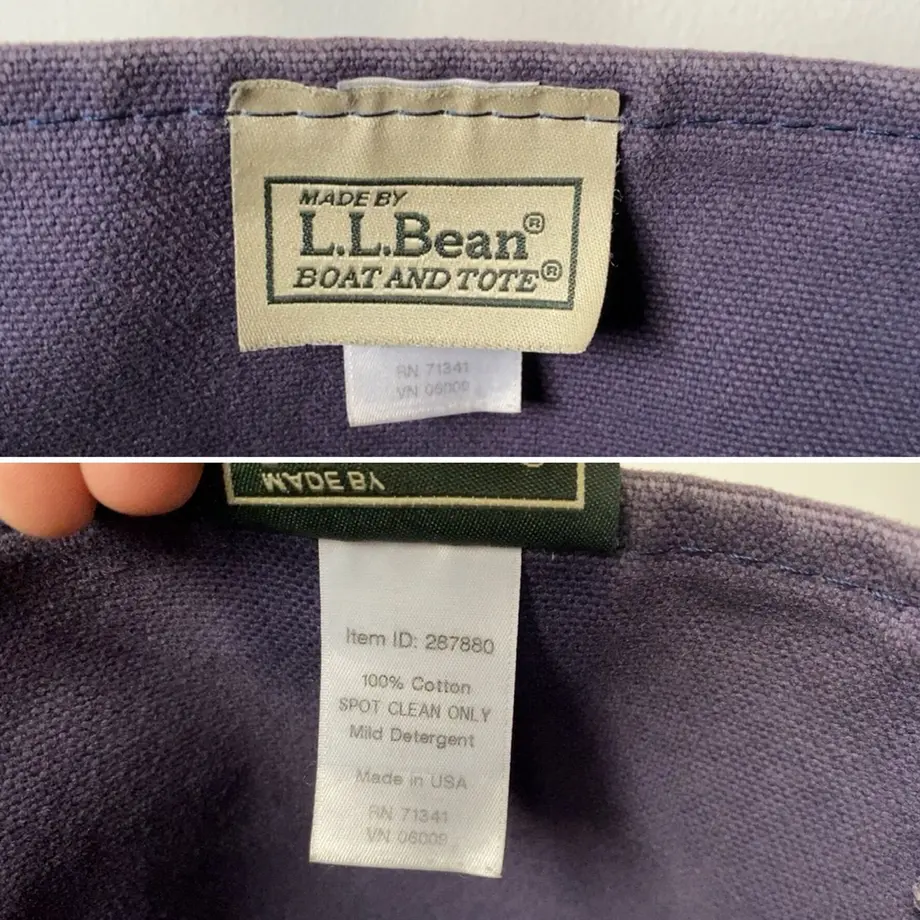 MADE BY
L.L.Bean®
BOAT AND TOTE®
RN 71341
VN 06009
MADE BY
Item ID: 287880
100% Cotton
SPOT CLEAN ONLY
Mild Detergent
Made in USA
RN 71341
VN 06009